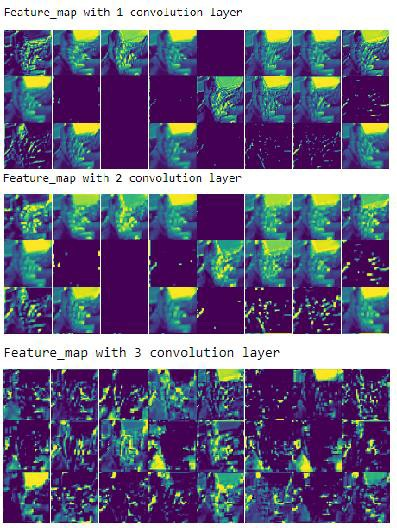 Feature_map with 1 convolution layer
Feature_map with 2 convolution layer
Feature_map with 3 convolution layer